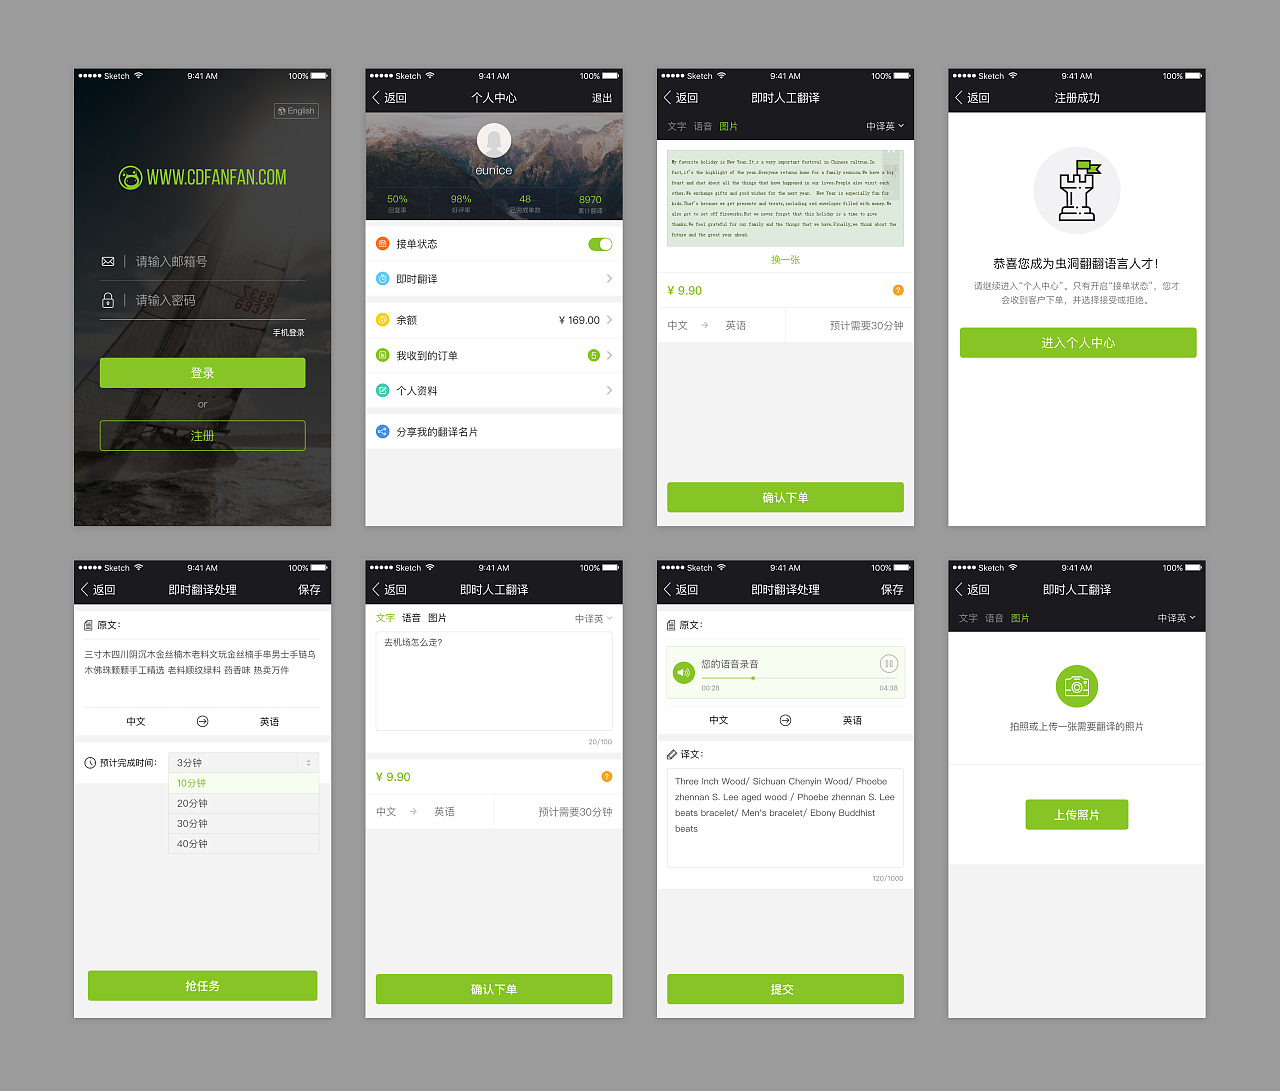 ●●●●● Sketch 9:41 AM 100%
English
WWW.CDFANFAN.COM
请输入邮箱号
请输入密码
手机登录
登录
or
注册
●●●●● Sketch 9:41 AM 100%
返回 个人中心 退出
eunice
50% 98% 48 8970
回复率 好评率 已完成单数 累计翻译
接单状态
即时翻译
余额 ¥ 169.00
我收到的订单 5
个人资料
分享我的翻译名片
●●●●● Sketch 9:41 AM 100%
返回 即时人工翻译
文字 语音 图片 中译英
My favorite holiday is New Year.It's a very important festival in Chinese cultrue.In
fact,it's the highlight of the year.Everyone returns home for a family reunion.We have a big
feast and chat about all the things that have happened in our lives.People also visit each
other.We exchange gifts and good wishes for the next year. New Year is especially fun for
kids.That's because we get presents and treats,including red envelopes filled with money.We
also get to set off fireworks.But we never forget that this holiday is a time to give
thanks.We feel grateful for our family and the things that we have.Finally,we think about the
future and the great year ahead.
换一张
¥ 9.90 ?
中文 → 英语 预计需要30分钟
确认下单
●●●●● Sketch 9:41 AM 100%
返回 注册成功
恭喜您成为虫洞翻翻语言人才！
请继续进入“个人中心”。只有开启“接单状态”，您才
会收到客户下单，并选择接受或拒绝。
进入个人中心
●●●●● Sketch 9:41 AM 100%
返回 即时翻译处理 保存
原文：
三寸木四川阴沉木金丝楠木老料文玩金丝楠手串男士手链乌
木佛珠颗颗手工精选 老料顺纹绿料 药香味 热卖万件
中文 → 英语
预计完成时间： 3分钟
10分钟
20分钟
30分钟
40分钟
抢任务
●●●●● Sketch 9:41 AM 100%
返回 即时人工翻译
文字 语音 图片 中译英
去机场怎么走？
20/100
¥ 9.90 ?
中文 → 英语 预计需要30分钟
确认下单
●●●●● Sketch 9:41 AM 100%
返回 即时翻译处理 保存
原文：
您的语音录音
00:28 04:38
中文 → 英语
译文：
Three Inch Wood/ Sichuan Chenyin Wood/ Phoebe
zhennan S. Lee aged wood / Phoebe zhennan S. Lee
beats bracelet/ Men's bracelet/ Ebony Buddhist
beats
120/1000
提交
●●●●● Sketch 9:41 AM 100%
返回 即时人工翻译
文字 语音 图片 中译英
拍照或上传一张需要翻译的照片
上传照片